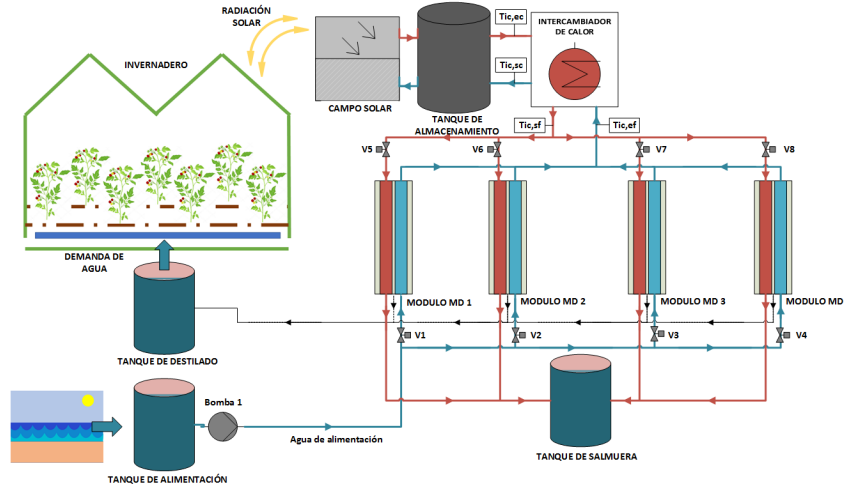 RADIACIÓN
SOLAR
INVERNADERO
CAMPO SOLAR
TANQUE DE
ALMACENAMIENTO
Tic,ec
Tic,sc
INTERCAMBIADOR
DE CALOR
Tic,sf
Tic,ef
V5
V6
V7
V8
DEMANDA DE
AGUA
MODULO MD 1
MODULO MD 2
MODULO MD 3
MODULO MD
V1
V2
V3
V4
TANQUE DE DESTILADO
Bomba 1
Agua de alimentación
TANQUE DE SALMUERA
TANQUE DE ALIMENTACIÓN